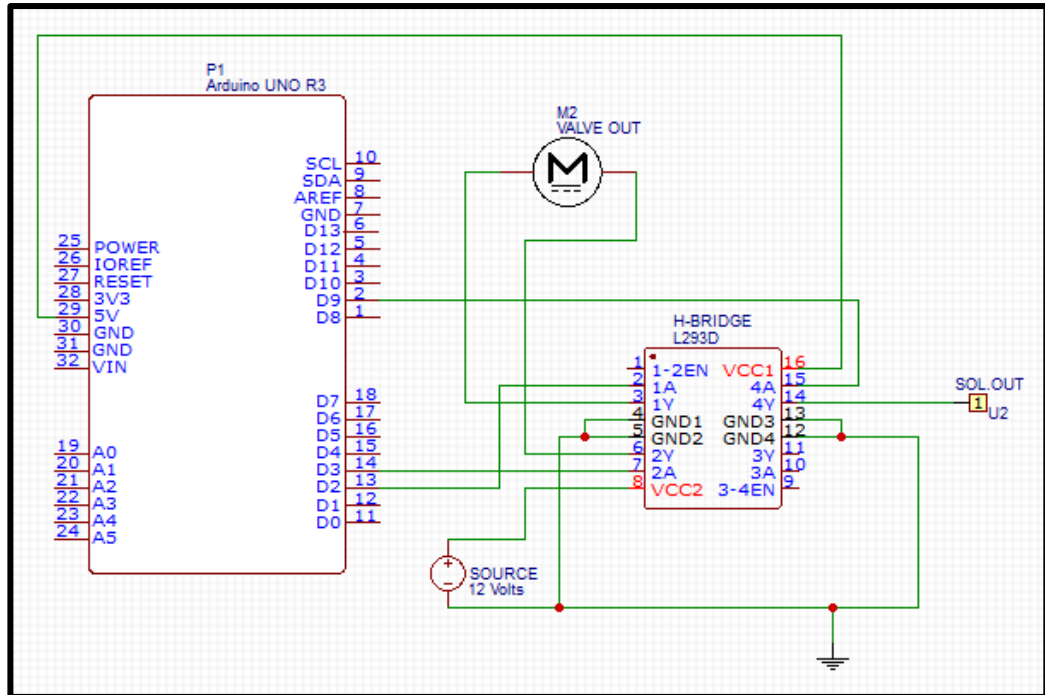 P1
Arduino UNO R3
SCL 10
SDA 9
AREF 8
GND 7
D13 6
D12 5
D11 4
D10 3
D9 2
D8 1
25 POWER
26 IOREF
27 RESET
28 3V3
29 5V
30 GND
31 GND
32 VIN
D7 18
D6 17
D5 16
D4 15
D3 14
D2 13
D1 12
D0 11
19 A0
20 A1
21 A2
22 A3
23 A4
24 A5
M2
VALVE OUT
M
H-BRIDGE
L293D
1 1-2EN VCC1 16
2 1A 4A 15
3 1Y 4Y 14
4 GND1 GND3 13
5 GND2 GND4 12
6 2Y 3Y 11
7 2A 3A 10
8 VCC2 3-4EN 9
SOL.OUT
1
U2
SOURCE
12 Volts